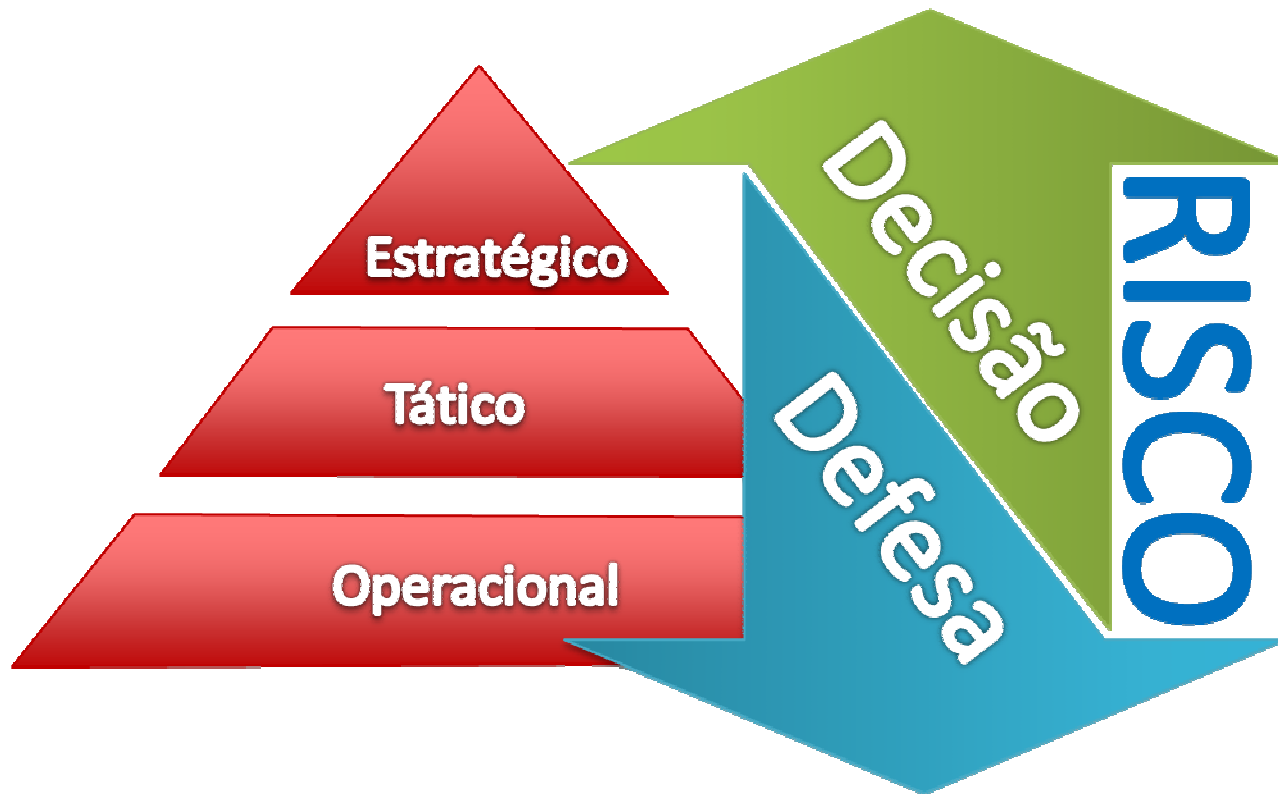 Estratégico
Tático
Operacional
Decisão
Defesa
RISCO